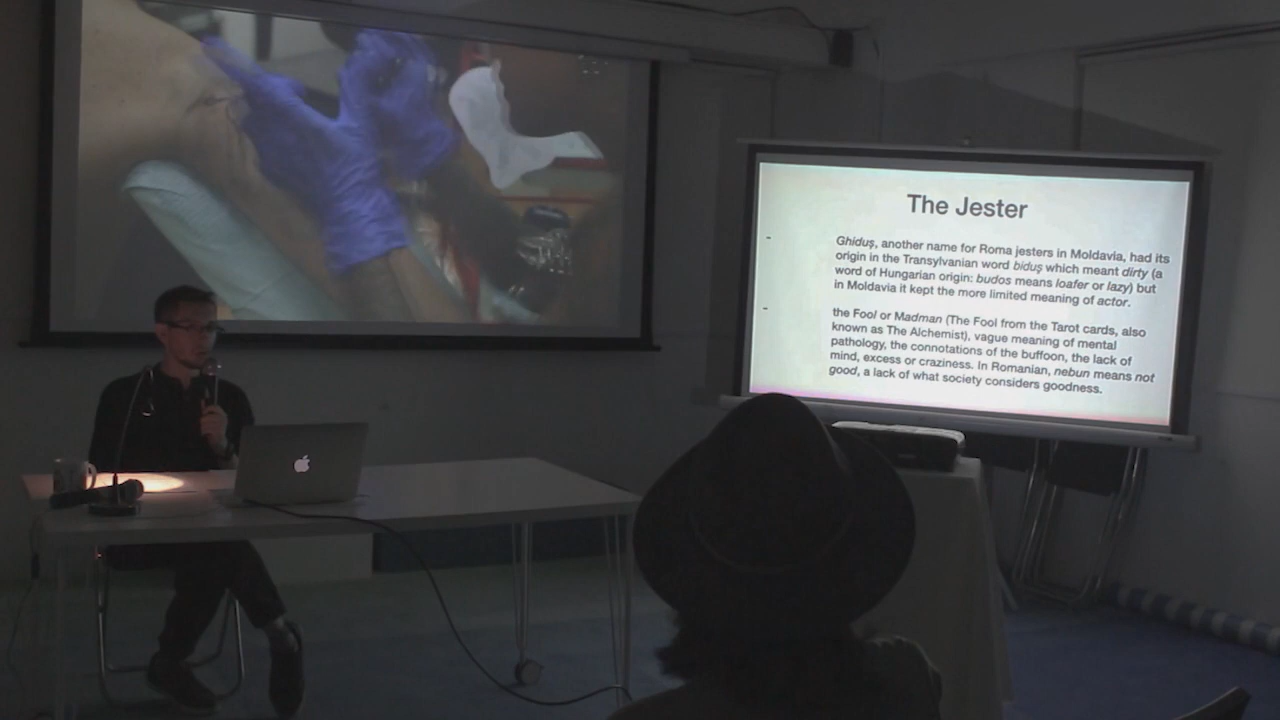 The Jester
- Ghiduş, another name for Roma jesters in Moldavia, had its
origin in the Transylvanian word biduş which meant dirty (a
word of Hungarian origin: budos means loafer or lazy) but
in Moldavia it kept the more limited meaning of actor.
- the Fool or Madman (The Fool from the Tarot cards, also
known as The Alchemist), vague meaning of mental
pathology, the connotations of the buffoon, the lack of
mind, excess or craziness. In Romanian, nebun means not
good, a lack of what society considers goodness.